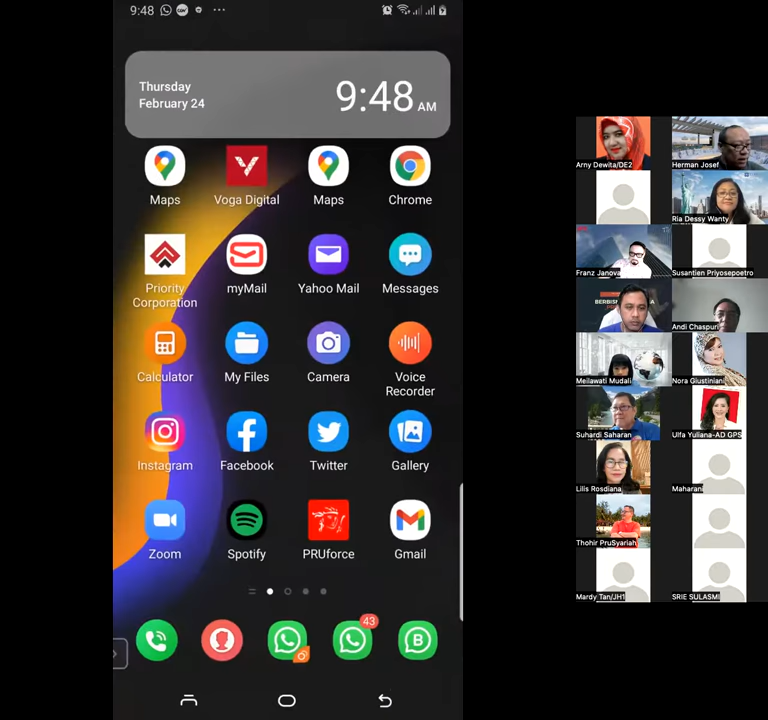 9:48
Thursday
February 24
9:48 AM
Maps
Voga Digital
Maps
Chrome
Priority
Corporation
myMail
Yahoo Mail
Messages
Calculator
My Files
Camera
Voice
Recorder
Instagram
Facebook
Twitter
Gallery
Zoom
Spotify
PRUforce
Gmail
43
B
Arny Dewita/DE2
Herman Josef
Ria Dessy Wanty
Franz Janova
Susantien Priyosepoetro
Andi Chaspuri
Meilawati Mudali
Nora Giustiniani
Suhardi Saharan
Ulfa Yuliana-AD GPS
Lilis Rosdiana
Maharani
Thohir PruSyariah
Mardy Tan/JH1
SRIE SULASMI